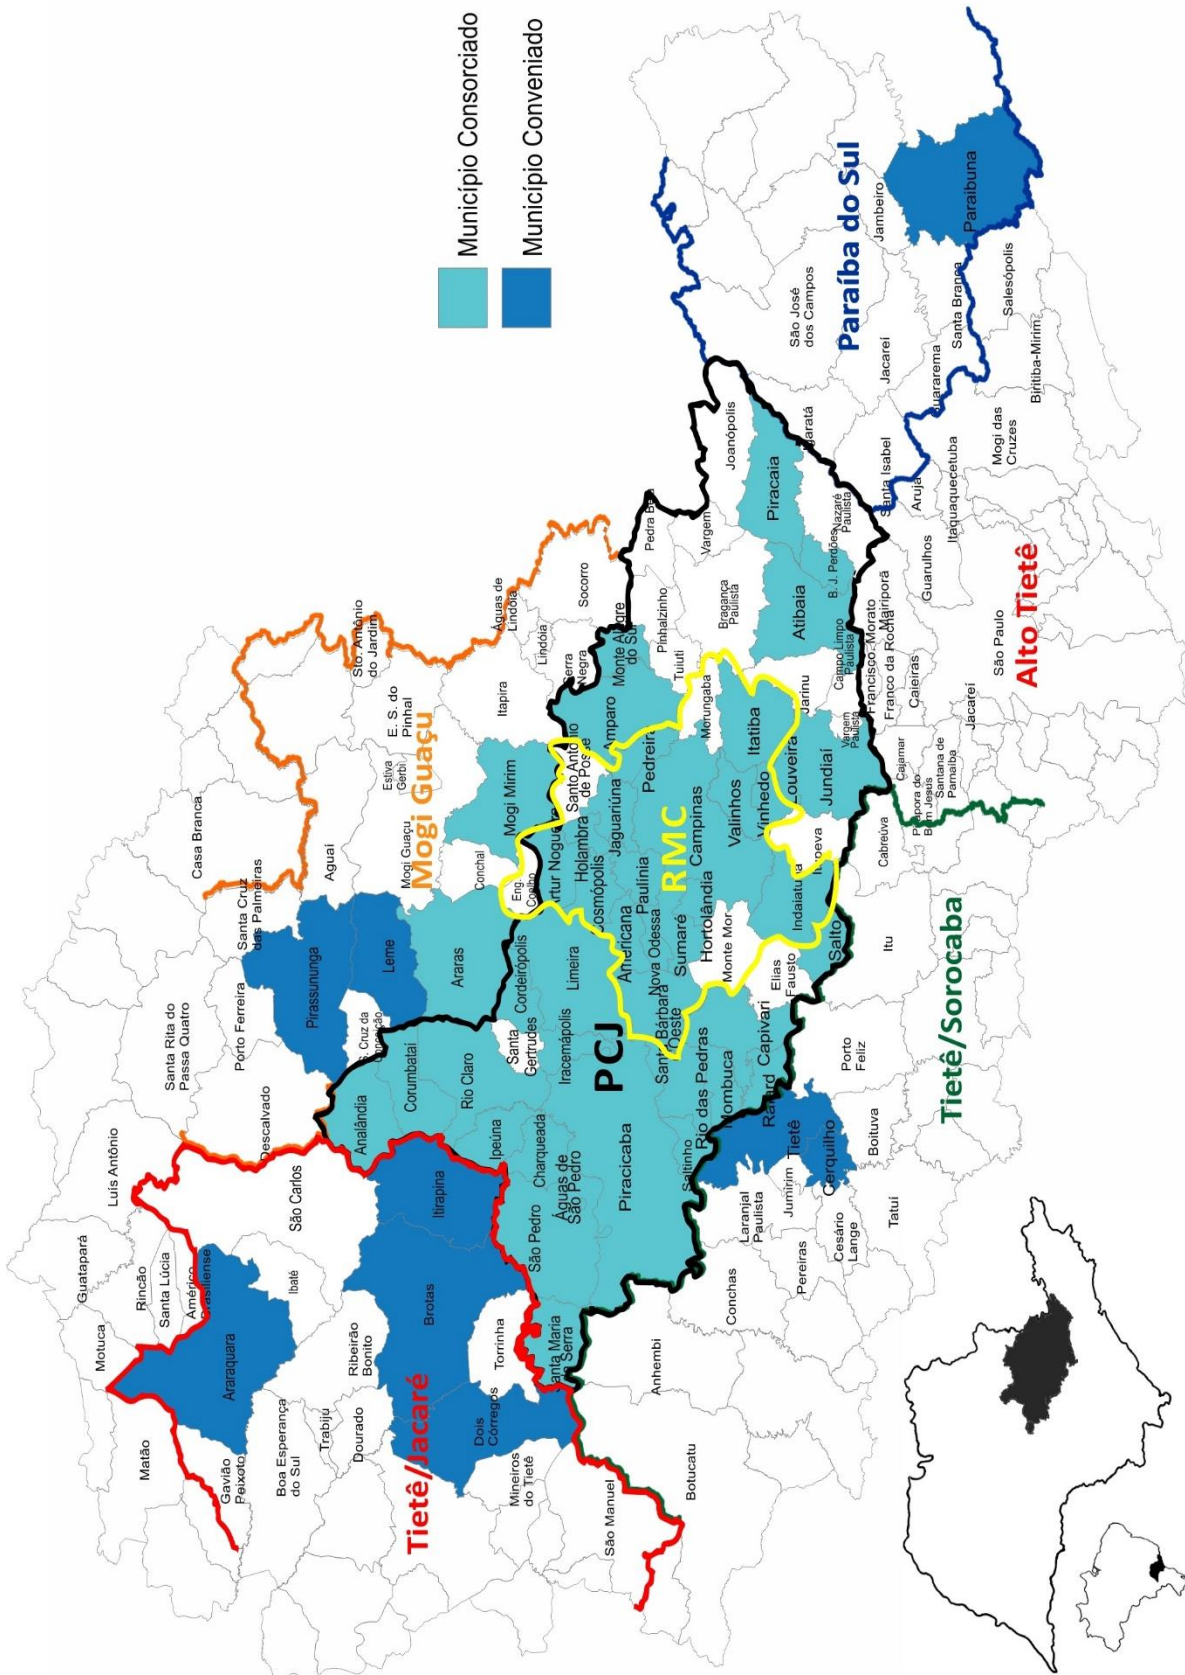 Luís Antônio
Guatapará
Motuca
Rincão
Santa Lúcia
Américo
Brasiliense
Matão
Araraquara
Gavião
Peixoto
Boa Esperança
do Sul
Ibaté
São Carlos
Descalvado
Santa Rita do
Passa Quatro
Porto Ferreira
Santa Cruz
das Palmeiras
Casa Branca
Pirassununga
Leme
S. Cruz da
Conceição
Aguaí
Sto. Antônio
do Jardim
E. S. do
Pinhal
Estiva
Gerbi
Mogi Guaçu
Mogi Guaçu
Trabiju
Dourado
Ribeirão
Bonito
Tietê/Jacaré
Brotas
Itirapina
Analândia
Corumbataí
Rio Claro
Araras
Conchal
Mogi Mirim
Itapira
Águas de
Lindóia
Lindóia
Socorro
Serra
Negra
Município Consorciado
Município Conveniado
Dois
Córregos
Torrinha
Mineiros
do Tietê
São Manuel
Botucatu
Santa Maria
Serra
São Pedro
Águas de
São Pedro
Charqueada
Ipeúna
Santa
Gertrudes
Cordeirópolis
Iracemápolis
Limeira
Eng.
Coelho
Artur Nogueira
Holambra
Santo Antônio
de Posse
Cosmópolis
Jaguariúna
Amparo
Monte Alegre
do Sul
Pedra Bela
Pinhalzinho
Tuiuti
Vargem
Joanópolis
Bragança
Paulista
PCJ
Piracicaba
Saltinho
Rio das Pedras
Mombuca
Santa Bárbara
Oeste
Americana
Nova Odessa
Paulínia
Sumaré
Hortolândia
RMC
Campinas
Pedreira
Morungaba
Valinhos
Vinhedo
Itatiba
Louveira
Jundiaí
Jarinu
Atibaia
Piracaia
B. J. Perdões
Nazaré
Paulista
Campo Limpo
Paulista
Vargem
Paulista
Monte Mor
Elias
Fausto
Indaiatuba
Salto
Capivari
Rafard
Anhembi
Conchas
Laranjal
Paulista
Pereiras
Jumirim
Tietê
Cerquilho
Cesário
Lange
Tatuí
Boituva
Porto
Feliz
Itu
Cabreúva
Tietê/Sorocaba
Cajamar
Pirapora do
Bom Jesus
Santana de
Parnaíba
Francisco Morato
Franco da Rocha
Mairiporã
Caieiras
Jacareí
São Paulo
Alto Tietê
Guarulhos
Arujá
Santa Isabel
Itaquaquecetuba
Mogi das
Cruzes
Biritiba-Mirim
Salesópolis
Guararema
Santa Branca
Jacareí
São José
dos Campos
Paraíba do Sul
Jambeiro
Paraibuna